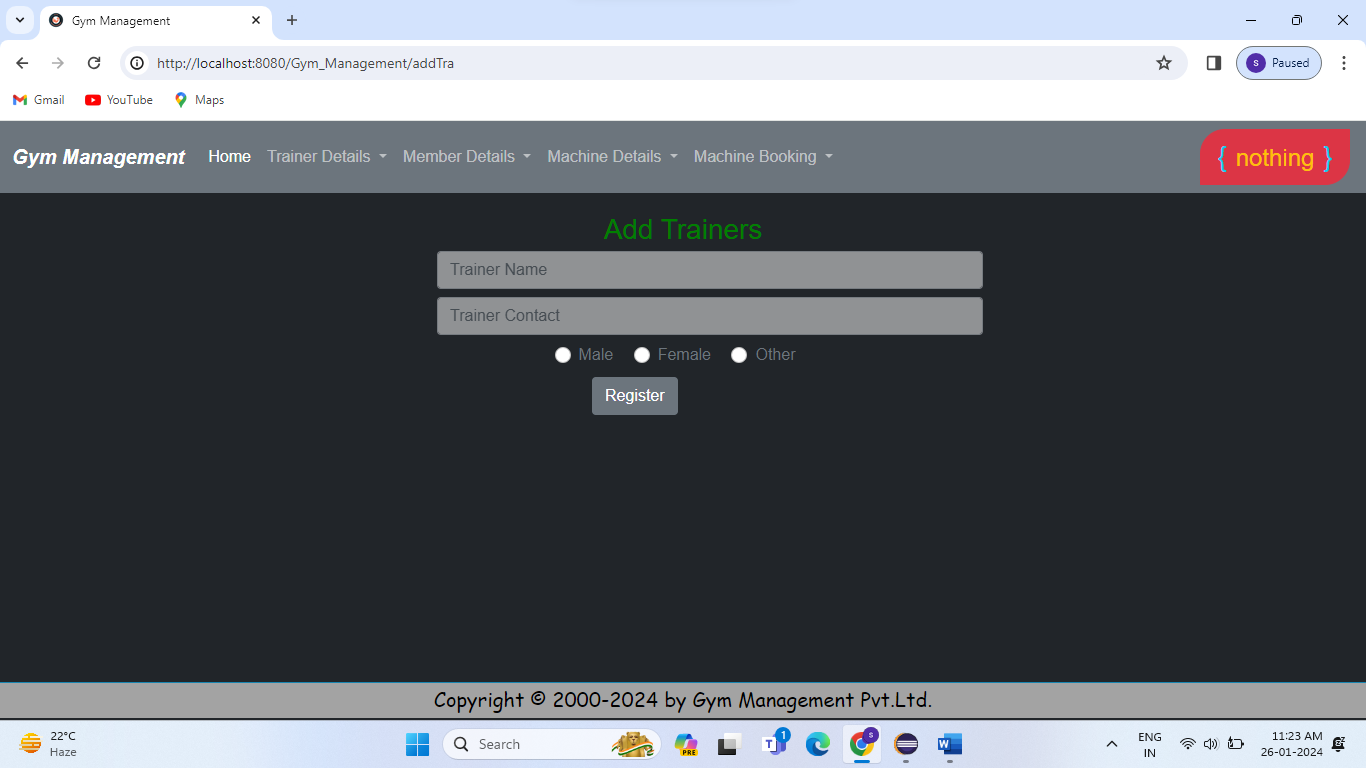 Gym Management
http://localhost:8080/Gym_Management/addTra
S Paused
Gmail YouTube Maps
Gym Management Home Trainer Details Member Details Machine Details Machine Booking { nothing }
Add Trainers
Trainer Name
Trainer Contact
Male Female Other
Register
Copyright © 2000-2024 by Gym Management Pvt.Ltd.
22°C
Haze
Search
PRE
T 1
S
W
ENG
IN
11:23 AM
26-01-2024